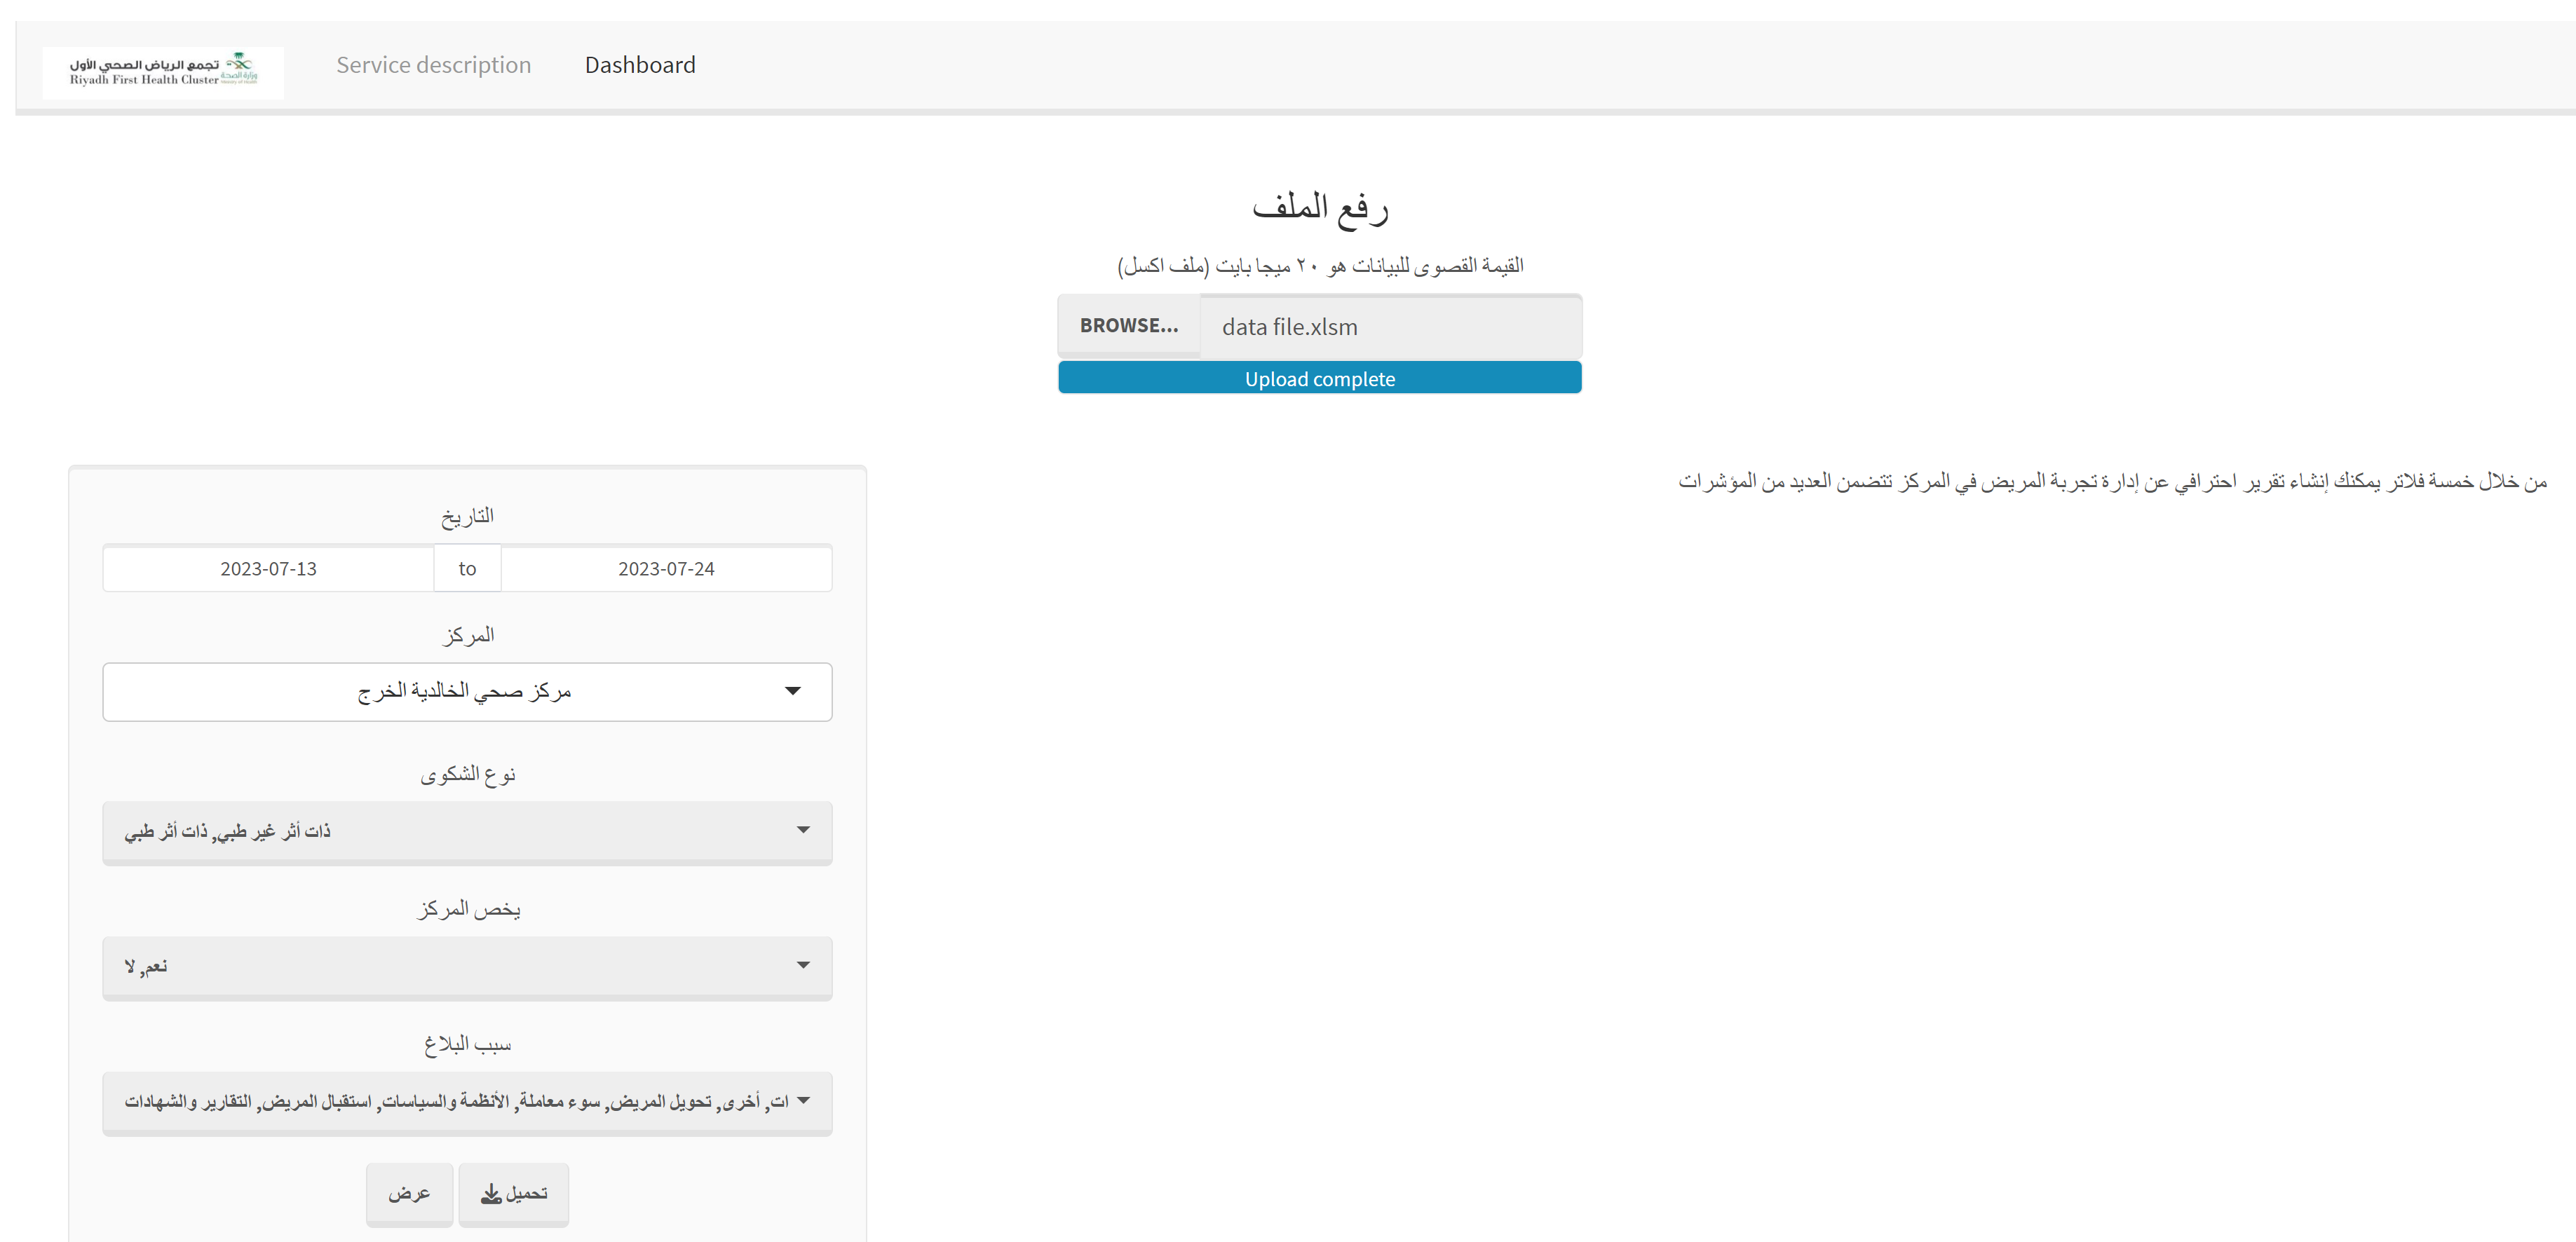 تجمع الرياض الصحي الأول
وزارة الصحة
Riyadh First Health Cluster
Ministry of Health
Service description
Dashboard
رفع الملف
القيمة القصوى للبيانات هو ٢٠ ميجا بايت (ملف اكسل)
BROWSE... data file.xlsm
Upload complete
من خلال خمسة فلاتر يمكنك إنشاء تقرير احترافي عن إدارة تجربة المريض في المركز تتضمن العديد من المؤشرات
التاريخ
2023-07-13 to 2023-07-24
المركز
مركز صحي الخالدية الخرج
نوع الشكوى
ذات أثر غير طبي, ذات أثر طبي
يخص المركز
نعم, لا
سبب البلاغ
ات, أخرى, تحويل المريض, سوء معاملة, الأنظمة والسياسات, استقبال المريض, التقارير والشهادات
عرض
تحميل